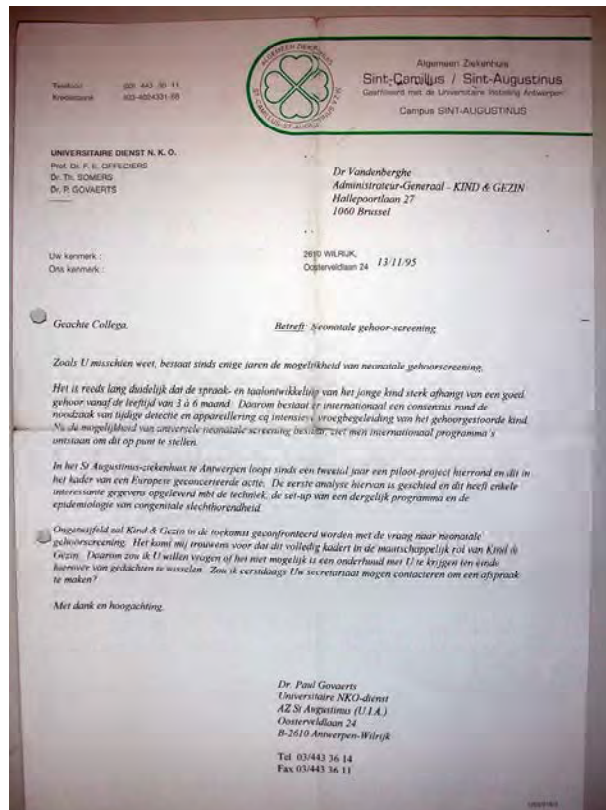 ALGEMEEN ZIEKENHUIS
ST-CAMILLUS-ST-AUGUSTINUS V.Z.W.
Algemeen Ziekenhuis
Sint-Camillus / Sint-Augustinus
Geaffilieerd met de Universitaire Instelling Antwerpen
Campus SINT-AUGUSTINUS
Telefoon 03/ 443 30 11
UNIVERSITAIRE DIENST N. K. O.
Prof. Dr. F. E. OFFECIERS
Dr. Th. SOMERS
Dr. P. GOVAERTS
Dr Vandenberghe
Administrateur-Generaal - KIND & GEZIN
Hallepoortlaan 27
1060 Brussel
Uw kenmerk :
Ons kenmerk :
2610 WILRIJK,
Oosterveldlaan 24 13/11/95
Geachte Collega, Betreft: Neonatale gehoor-screening
Zoals U misschien weet, bestaat sinds enige jaren de mogelijkheid van neonatale gehoorscreening.
Het is reeds lang duidelijk dat de spraak- en taalontwikkeling van het jonge kind sterk afhangt van een goed
gehoor vanaf de leeftijd van 3 à 6 maand. Daarom bestaat er internationaal een consensus rond de
noodzaak van tijdige detectie en apparellering cq intensieve vroegbegeleiding van het gehoorgestoorde kind.
Nu de mogelijkheid van universele neonatale screening bestaat, ziet men internationaal programma's
ontstaan om dit op punt te stellen.
In het St Augustinus-ziekenhuis te Antwerpen loopt sinds een tweetal jaar een piloot-project hierrond en dit in
het kader van een Europese geconcerteerde actie. De eerste analyse hiervan is geschied en dit heeft enkele
interessante gegevens opgeleverd mbt de techniek, de set-up van een dergelijk programma en de
epidemiologie van congenitale slechthorendheid.
Ongetwijfeld zal Kind & Gezin in de toekomst geconfronteerd worden met de vraag naar neonatale
gehoorscreening. Het komt mij trouwens voor dat dit volledig kadert in de maatschappelijk rol van Kind &
Gezin. Daarom zou ik U willen vragen of het niet mogelijk is een onderhoud met U te krijgen ten einde
hierover van gedachten te wisselen. Zou ik eerstdaags Uw secretariaat mogen contacteren om een afspraak
te maken?
Met dank en hoogachting,
Dr. Paul Govaerts
Universitaire NKO-dienst
AZ St Augustinus (U.I.A.)
Oosterveldlaan 24
B-2610 Antwerpen-Wilrijk
Tel 03/443 36 14
Fax 03/443 36 11